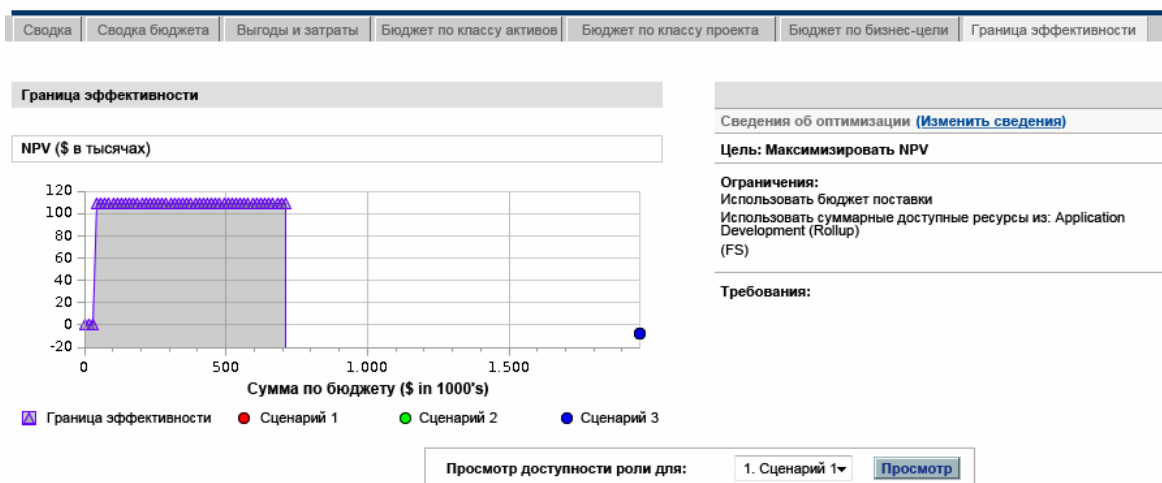 Сводка Сводка бюджета Выгоды и затраты Бюджет по классу активов Бюджет по классу проекта Бюджет по бизнес-цели Граница эффективности
Граница эффективности
NPV ($ в тысячах)
120
100
80
60
40
20
0
-20
0 500 1.000 1.500
Сумма по бюджету ($ in 1000's)
Граница эффективности Сценарий 1 Сценарий 2 Сценарий 3
Сведения об оптимизации (Изменить сведения)
Цель: Максимизировать NPV
Ограничения:
Использовать бюджет поставки
Использовать суммарные доступные ресурсы из: Application
Development (Rollup)
(FS)
Требования:
Просмотр доступности роли для: 1. Сценарий 1 Просмотр